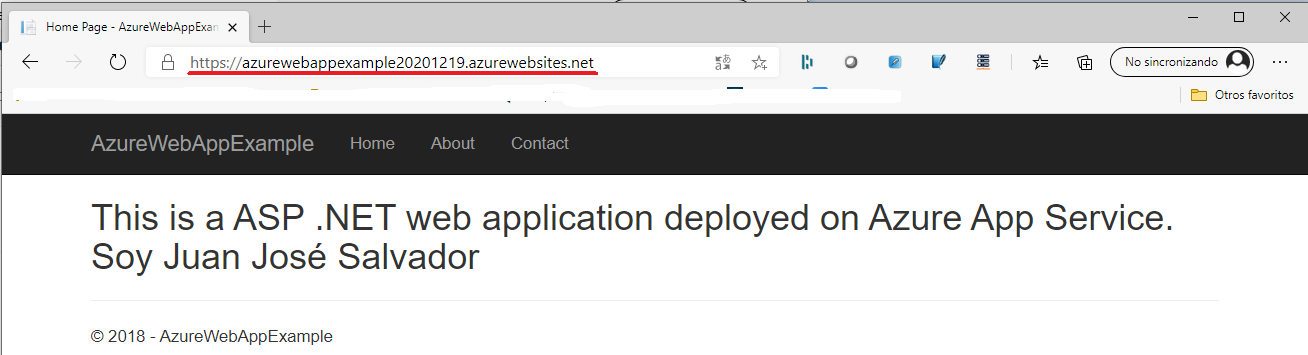 Home Page - AzureWebAppExan
https://azurewebappexample20201219.azurewebsites.net
No sincronizando
Otros favoritos
AzureWebAppExample Home About Contact
This is a ASP .NET web application deployed on Azure App Service.
Soy Juan José Salvador
© 2018 - AzureWebAppExample